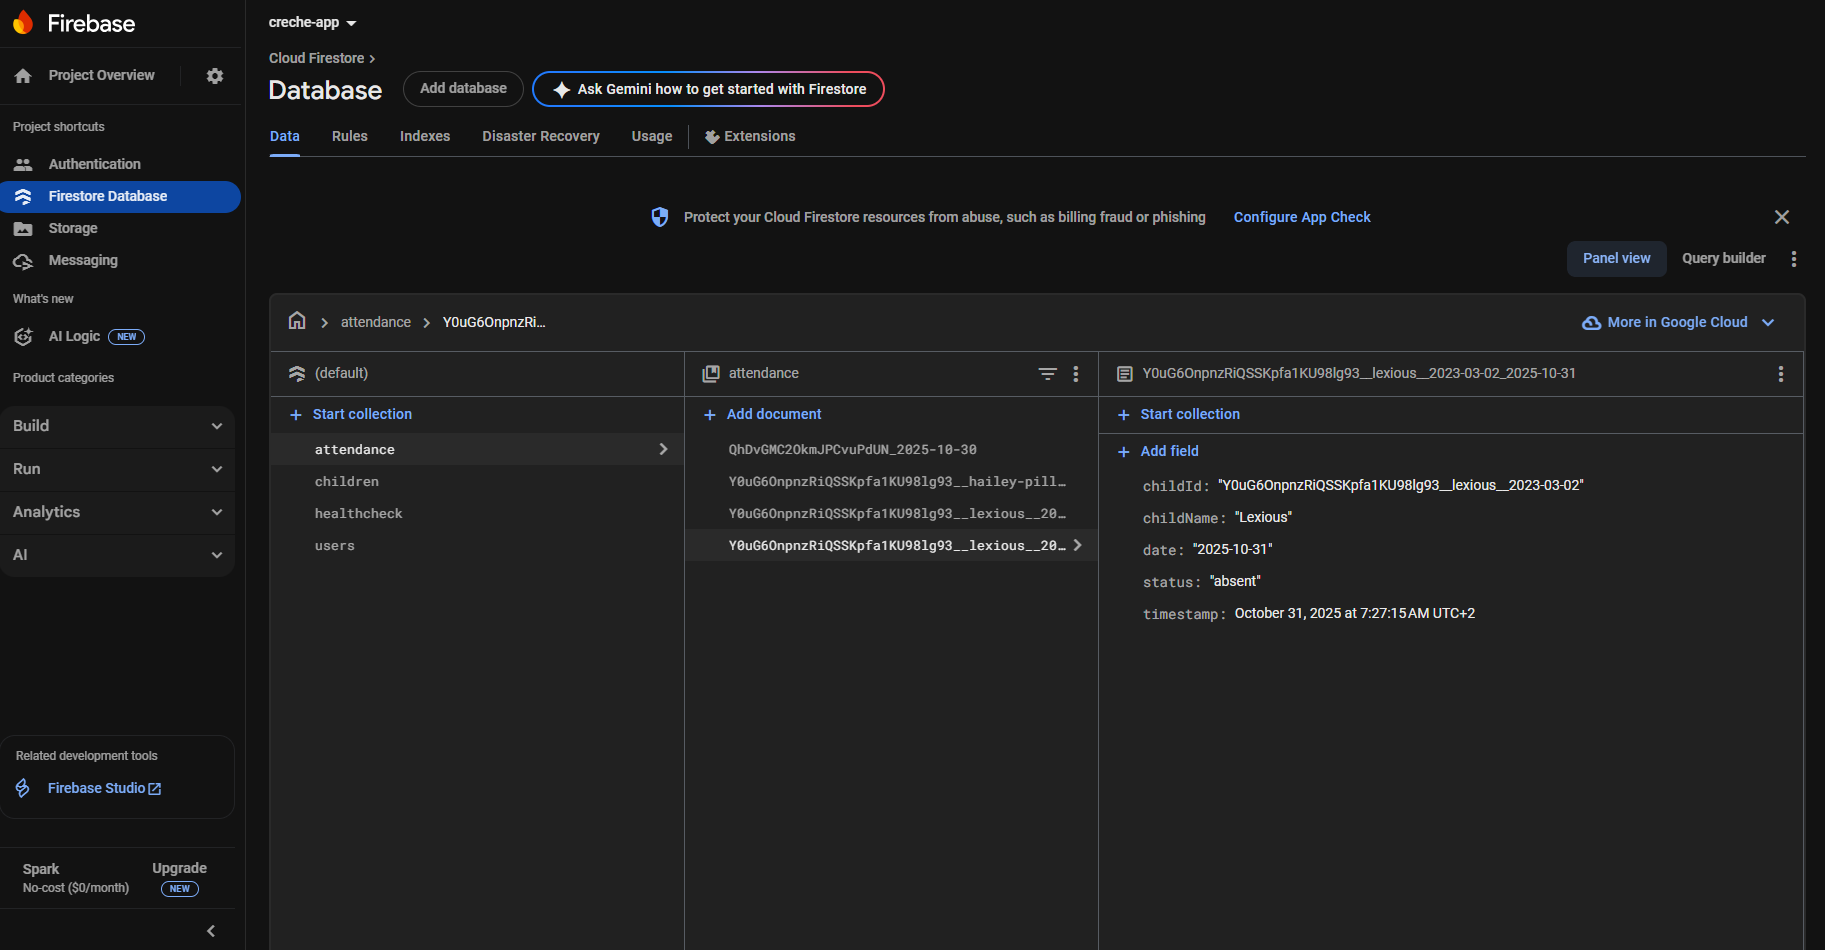 Firebase
creche-app
Project Overview
Cloud Firestore
Database
Add database
Ask Gemini how to get started with Firestore
Project shortcuts
Data
Rules
Indexes
Disaster Recovery
Usage
Extensions
Authentication
Firestore Database
Storage
Messaging
Protect your Cloud Firestore resources from abuse, such as billing fraud or phishing
Configure App Check
Panel view
Query builder
What's new
AI Logic NEW
Product categories
Build
Run
Analytics
AI
attendance
Y0uG6OnpnzRi...
More in Google Cloud
(default)
Start collection
attendance
children
healthcheck
users
attendance
Add document
QhDvGMC2OkmJPCvuPdUN_2025-10-30
Y0uG6OnpnzRiQSSKpfa1KU98lg93__hailey-pill…
Y0uG6OnpnzRiQSSKpfa1KU98lg93__lexious__20…
Y0uG6OnpnzRiQSSKpfa1KU98lg93__lexious__20…
Y0uG6OnpnzRiQSSKpfa1KU98lg93__lexious__2023-03-02_2025-10-31
Start collection
Add field
childId: "Y0uG6OnpnzRiQSSKpfa1KU98lg93__lexious__2023-03-02"
childName: "Lexious"
date: "2025-10-31"
status: "absent"
timestamp: October 31, 2025 at 7:27:15 AM UTC+2
Related development tools
Firebase Studio
Spark
No-cost ($0/month)
Upgrade
NEW